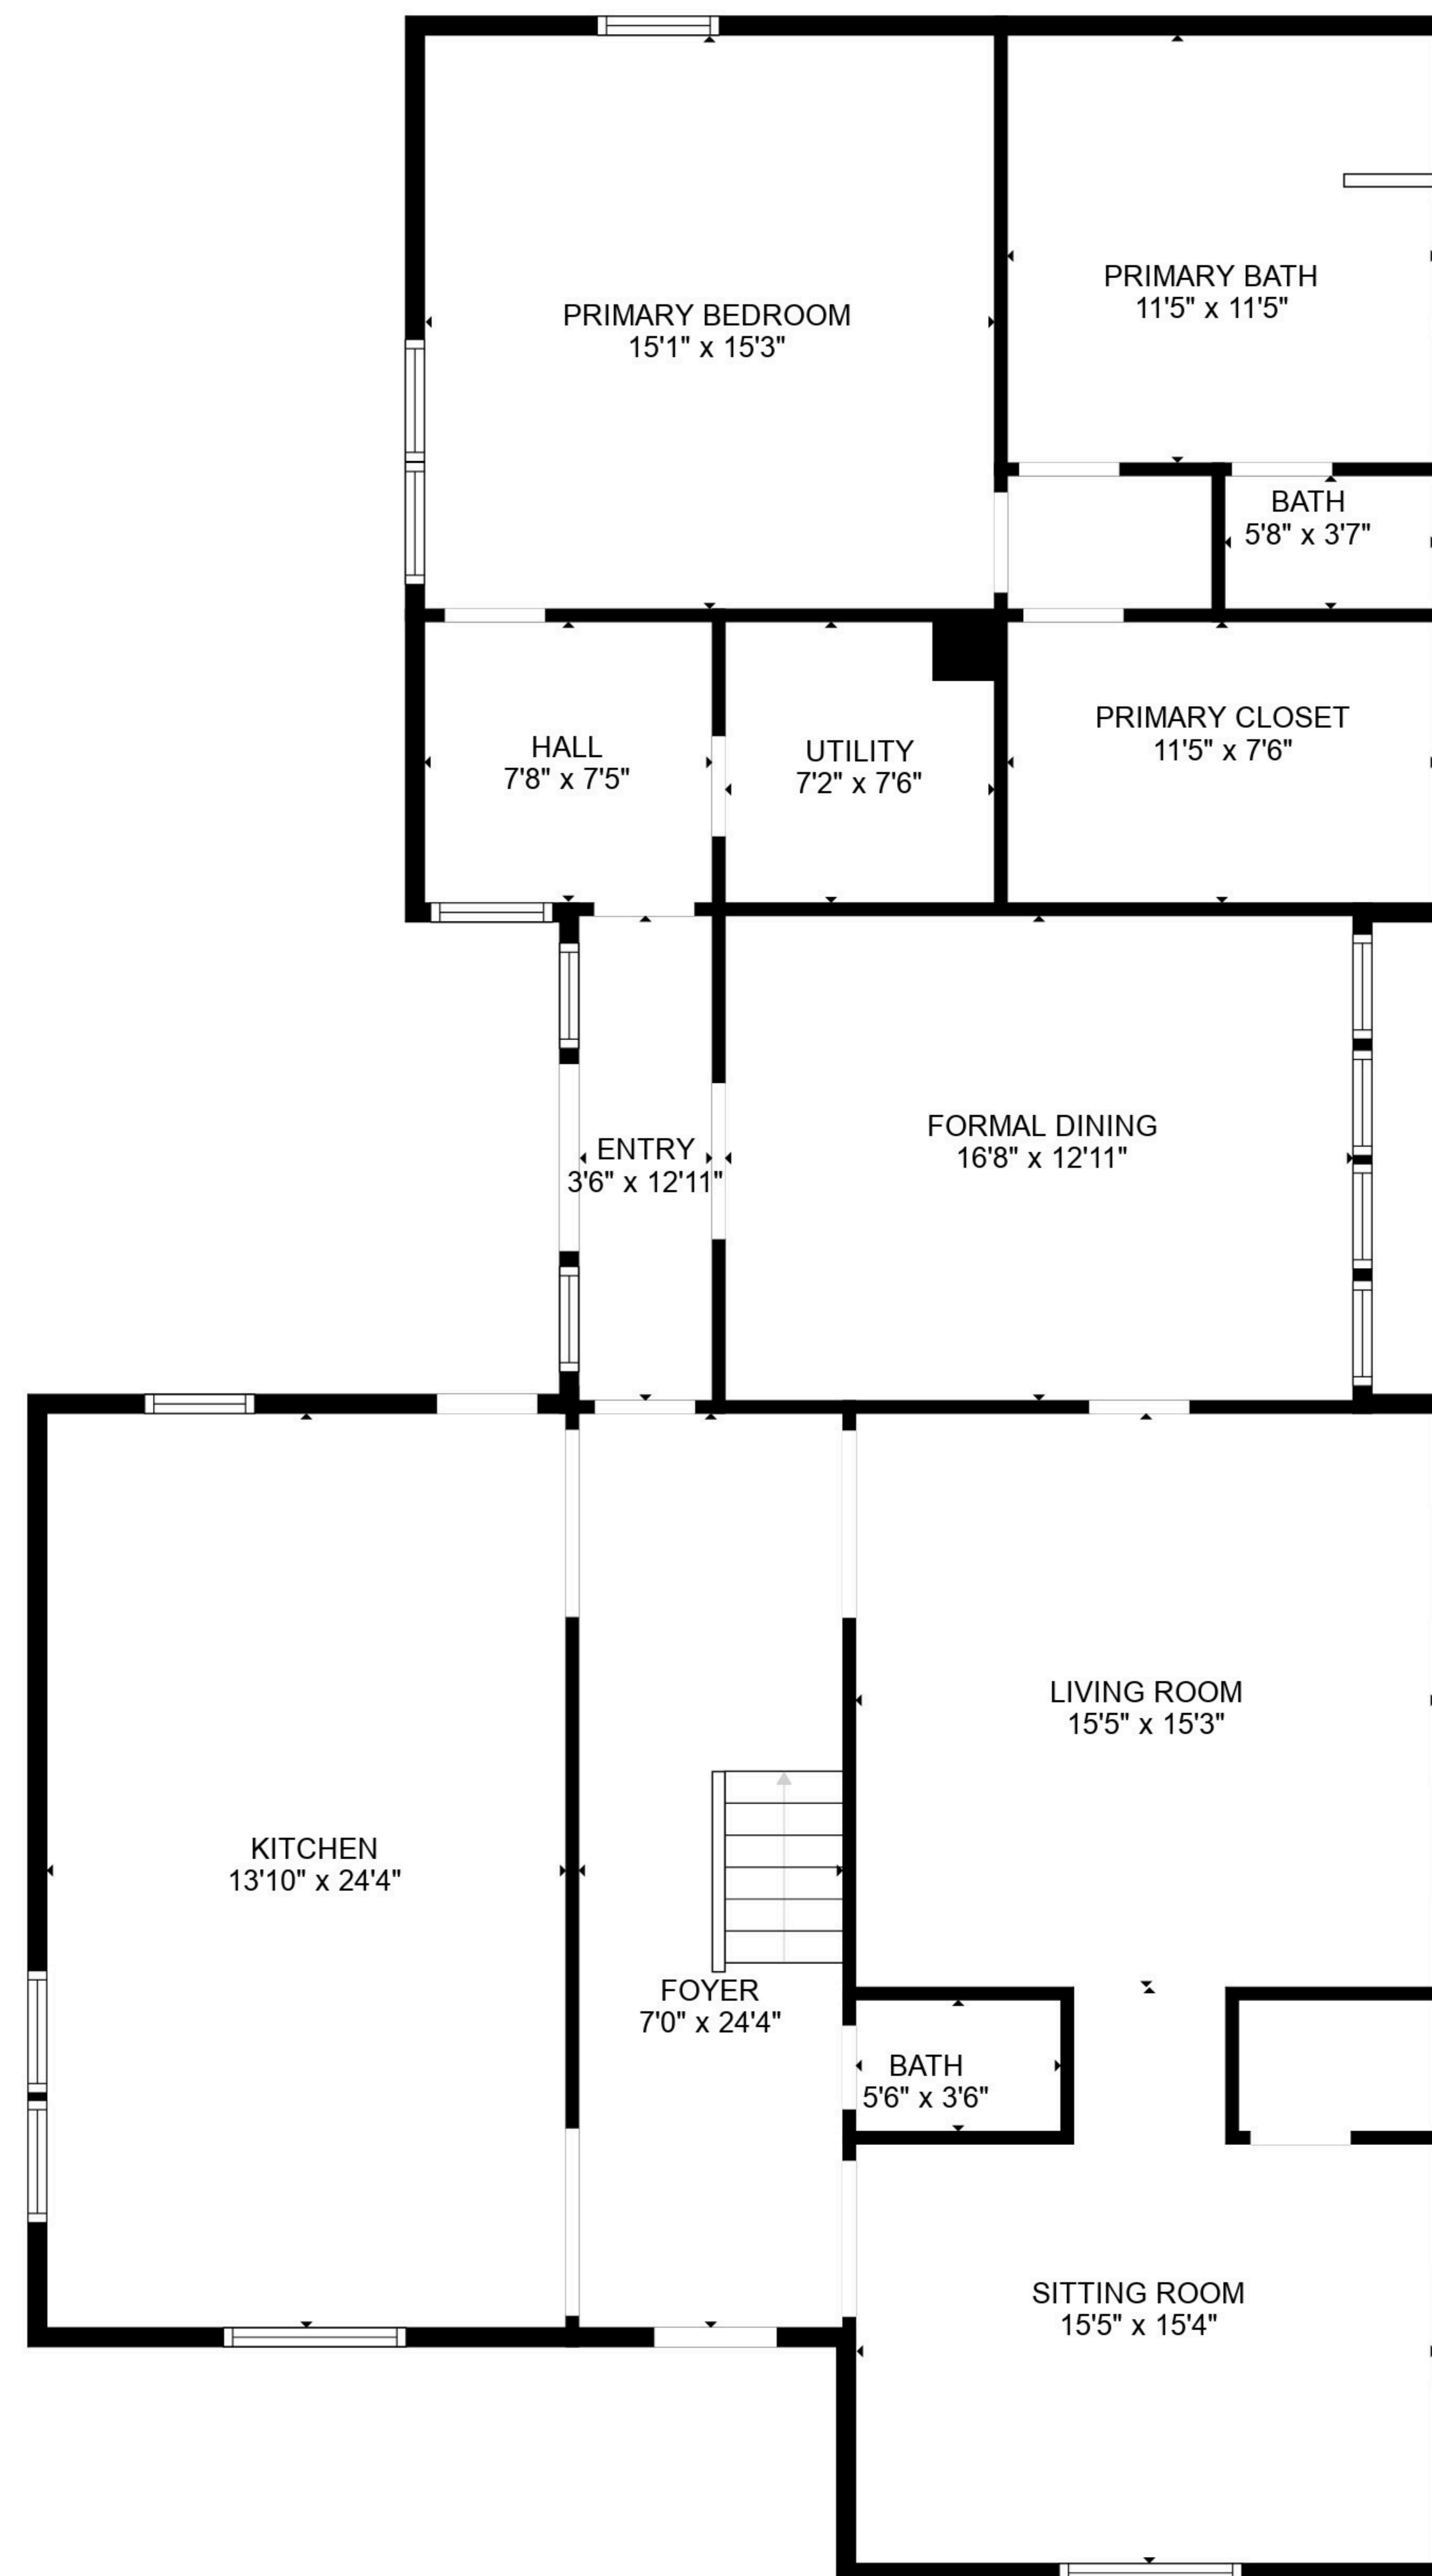 PRIMARY BATH
11'5" x 11'5"
PRIMARY BEDROOM
15'1" x 15'3"
BATH
5'8" x 3'7"
PRIMARY CLOSET
11'5" x 7'6"
HALL
7'8" x 7'5"
UTILITY
7'2" x 7'6"
FORMAL DINING
16'8" x 12'11"
ENTRY
3'6" x 12'11"
LIVING ROOM
15'5" x 15'3"
KITCHEN
13'10" x 24'4"
FOYER
7'0" x 24'4"
BATH
5'6" x 3'6"
SITTING ROOM
15'5" x 15'4"